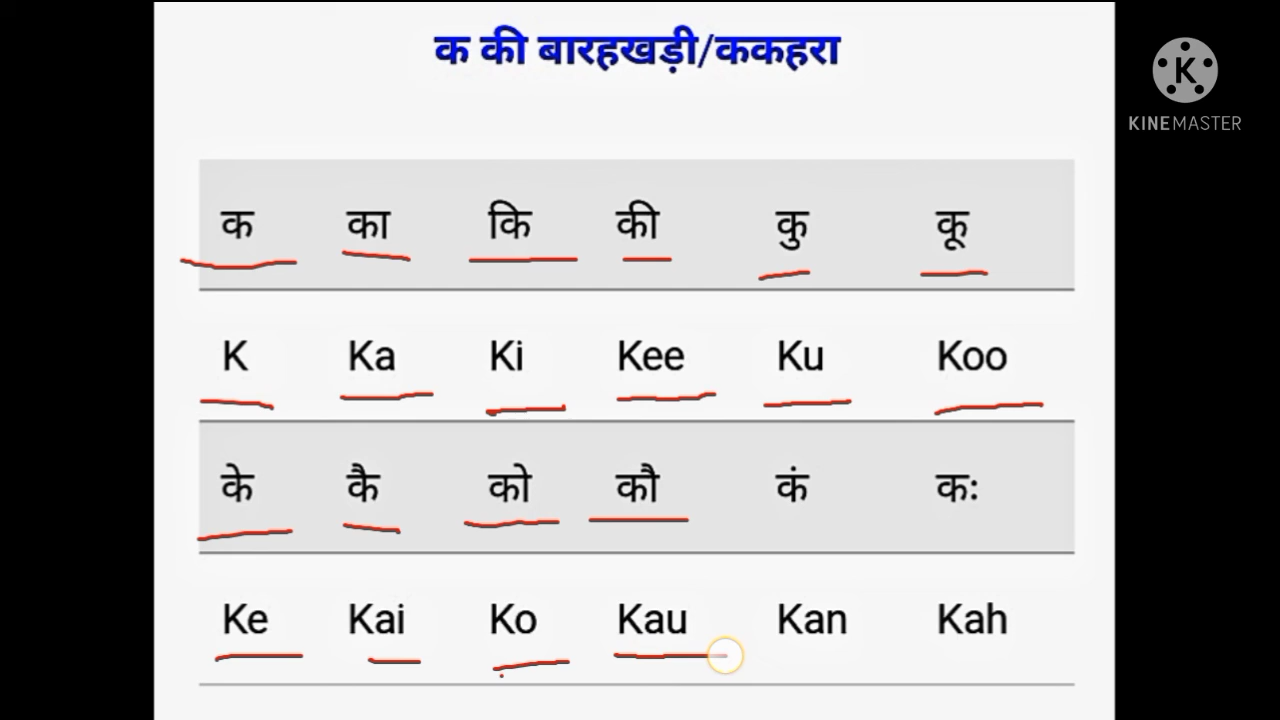 क की बारहखड़ी/ककहरा
KINEMASTER
क का कि की कु कू
K Ka Ki Kee Ku Koo
के कै को कौ कं कः
Ke Kai Ko Kau Kan Kah